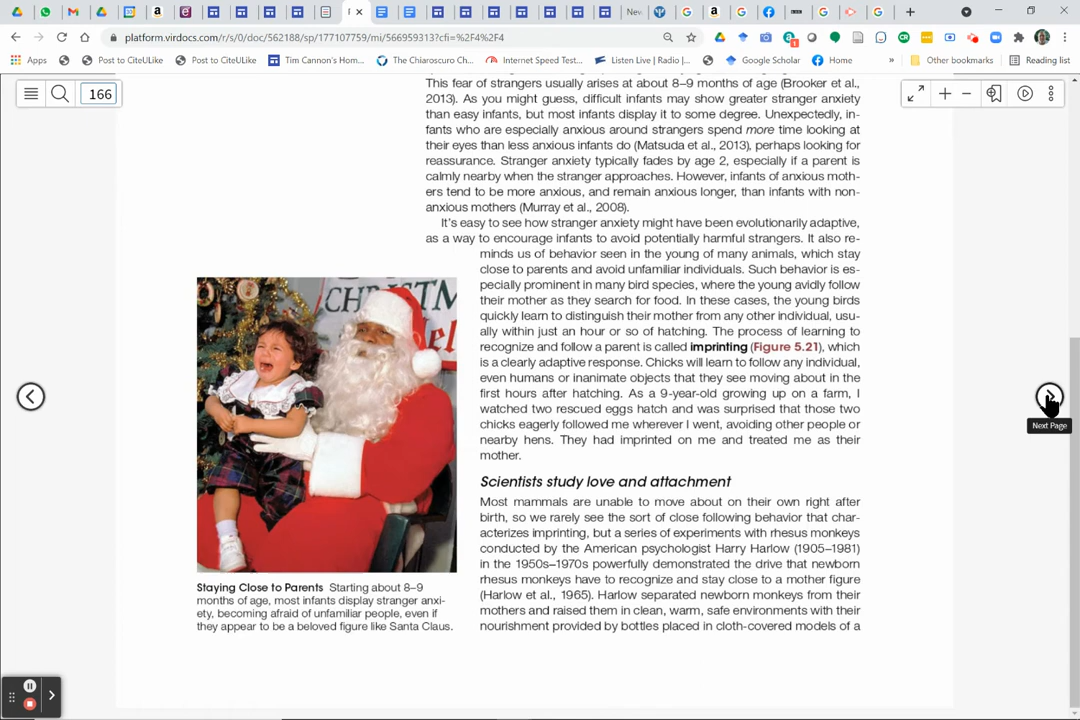 New
platform.virdocs.com/r/s/0/doc/562188/sp/177107759/mi/566959313?cfi=%2F4%2F4
Apps
Post to CiteULike
Post to CiteULike
Tim Cannon's Hom...
The Chiaroscuro Ch...
Internet Speed Test...
Listen Live | Radio I...
Google Scholar
Home
»
Other bookmarks
Reading list
166
This fear of strangers usually arises at about 8–9 months of age (Brooker et al.,
2013). As you might guess, difficult infants may show greater stranger anxiety
than easy infants, but most infants display it to some degree. Unexpectedly, in-
fants who are especially anxious around strangers spend more time looking at
their eyes than less anxious infants do (Matsuda et al., 2013), perhaps looking for
reassurance. Stranger anxiety typically fades by age 2, especially if a parent is
calmly nearby when the stranger approaches. However, infants of anxious moth-
ers tend to be more anxious, and remain anxious longer, than infants with non-
anxious mothers (Murray et al., 2008).
It's easy to see how stranger anxiety might have been evolutionarily adaptive,
as a way to encourage infants to avoid potentially harmful strangers. It also re-
minds us of behavior seen in the young of many animals, which stay
close to parents and avoid unfamiliar individuals. Such behavior is es-
pecially prominent in many bird species, where the young avidly follow
their mother as they search for food. In these cases, the young birds
quickly learn to distinguish their mother from any other individual, usu-
ally within just an hour or so of hatching. The process of learning to
recognize and follow a parent is called imprinting (Figure 5.21), which
is a clearly adaptive response. Chicks will learn to follow any individual,
even humans or inanimate objects that they see moving about in the
first hours after hatching. As a 9-year-old growing up on a farm, I
watched two rescued eggs hatch and was surprised that those two
chicks eagerly followed me wherever I went, avoiding other people or
nearby hens. They had imprinted on me and treated me as their
mother.
Next Page
CHRISTM
Staying Close to Parents Starting about 8–9
months of age, most infants display stranger anxi-
ety, becoming afraid of unfamiliar people, even if
they appear to be a beloved figure like Santa Claus.
Scientists study love and attachment
Most mammals are unable to move about on their own right after
birth, so we rarely see the sort of close following behavior that char-
acterizes imprinting, but a series of experiments with rhesus monkeys
conducted by the American psychologist Harry Harlow (1905–1981)
in the 1950s–1970s powerfully demonstrated the drive that newborn
rhesus monkeys have to recognize and stay close to a mother figure
(Harlow et al., 1965). Harlow separated newborn monkeys from their
mothers and raised them in clean, warm, safe environments with their
nourishment provided by bottles placed in cloth-covered models of a